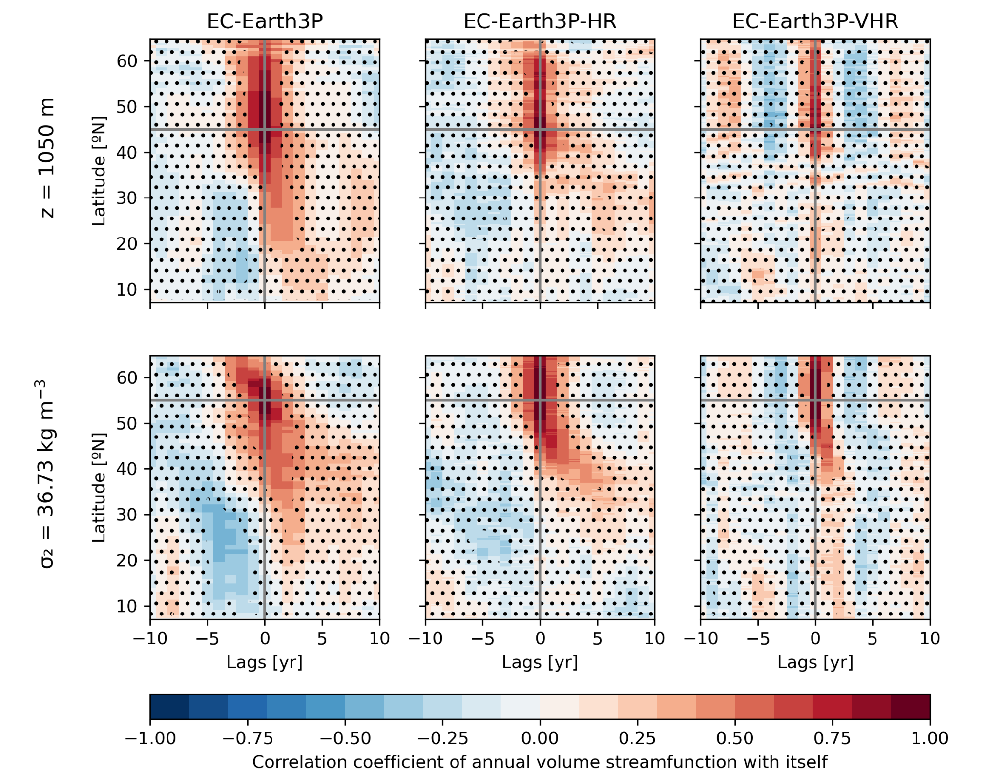 EC-Earth3P EC-Earth3P-HR EC-Earth3P-VHR
z = 1050 m
Latitude [ºN]
60
50
40
30
20
10
σ₂ = 36.73 kg m⁻³
Latitude [ºN]
60
50
40
30
20
10
−10 −5 0 5 10 −10 −5 0 5 10 −10 −5 0 5 10
Lags [yr] Lags [yr] Lags [yr]
−1.00 −0.75 −0.50 −0.25 0.00 0.25 0.50 0.75 1.00
Correlation coefficient of annual volume streamfunction with itself